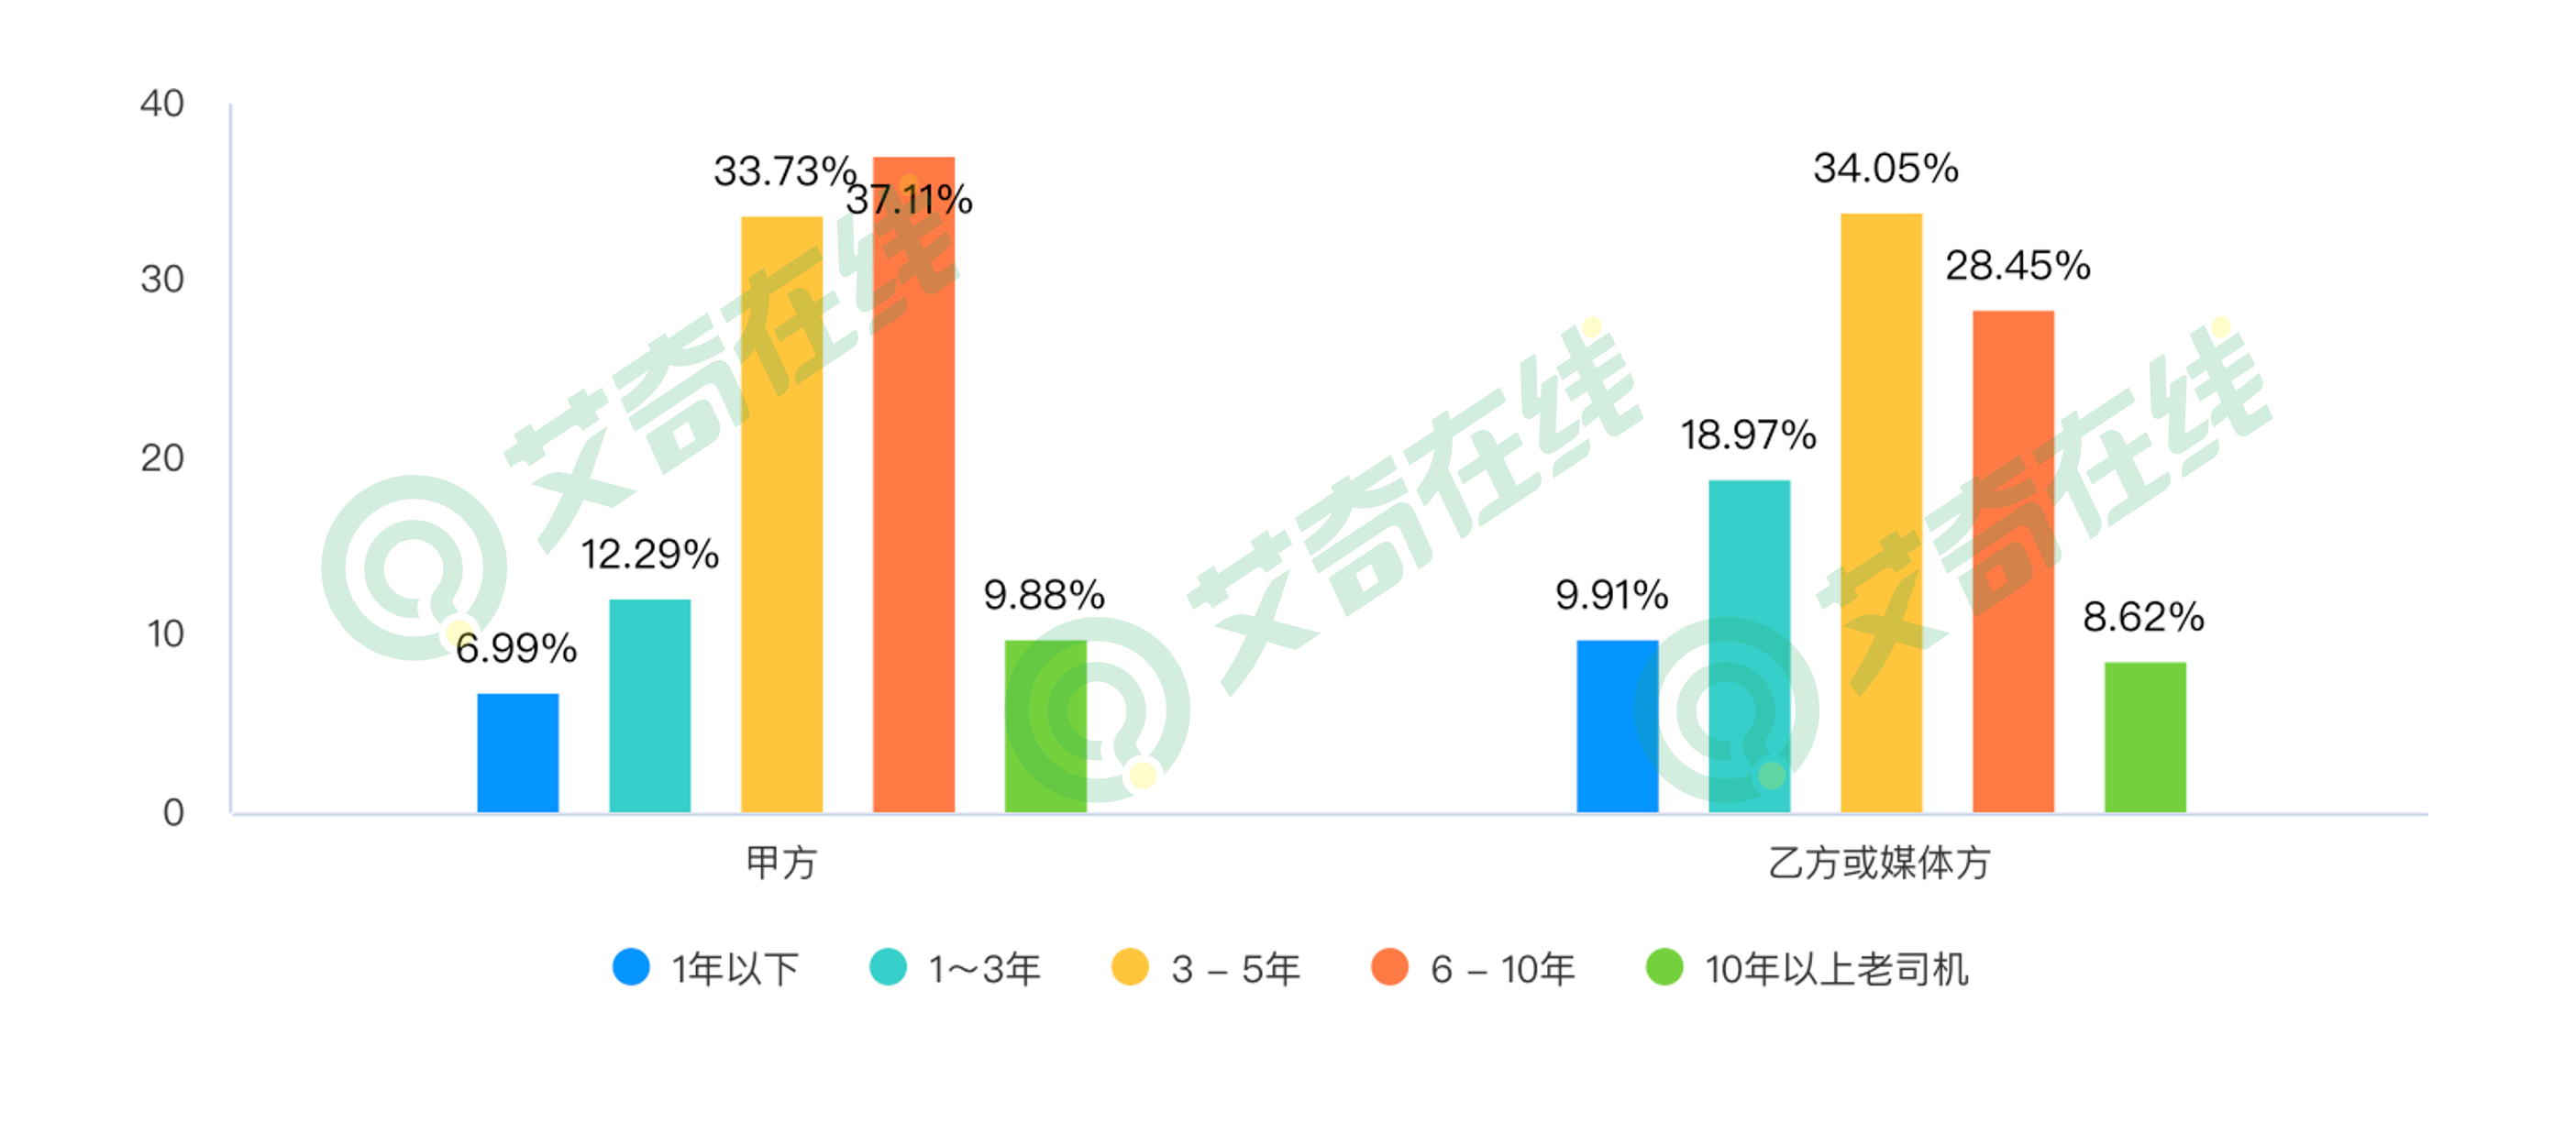 40
30
20
10
0
33.73%
37.11%
12.29%
6.99%
9.88%
34.05%
28.45%
18.97%
9.91%
8.62%
艾奇在线
艾奇在线
艾奇在线
甲方
乙方或媒体方
1年以下
1～3年
3 – 5年
6 – 10年
10年以上老司机